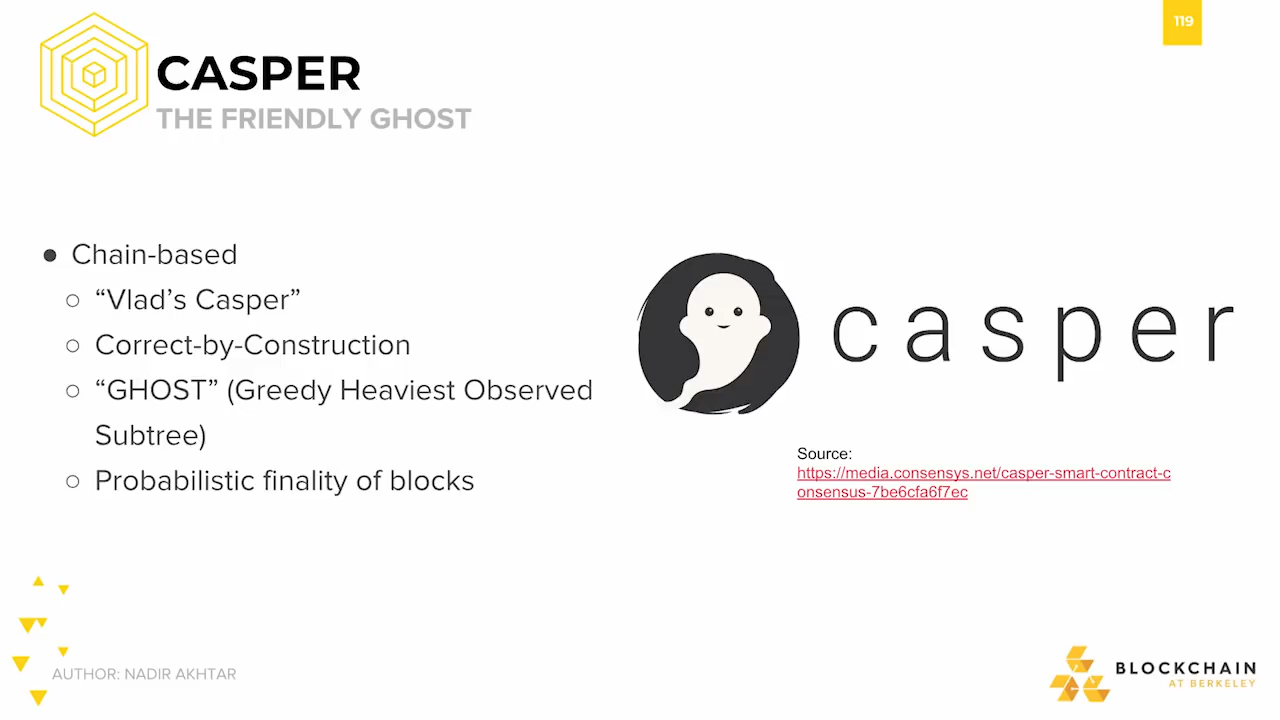 119
CASPER
THE FRIENDLY GHOST
● Chain-based
○ “Vlad’s Casper”
○ Correct-by-Construction
○ “GHOST” (Greedy Heaviest Observed
Subtree)
○ Probabilistic finality of blocks
casper
Source:
https://media.consensys.net/casper-smart-contract-c
onsensus-7be6cfa6f7ec
AUTHOR: NADIR AKHTAR
BLOCKCHAIN
AT BERKELEY